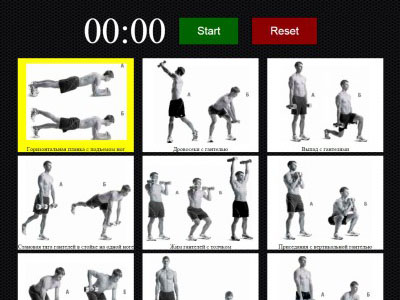 00:00 Start Reset
А
Б
Горизонтальная планка с подъемом ног
А Б
Дровосеки с гантелью
А Б
Выпад с гантелями
А Б
Становая тяга гантелей в стойке на одной ноге
А Б
Жим гантелей с толчком
А Б
Приседания с вертикальной гантелью
А Б
А Б